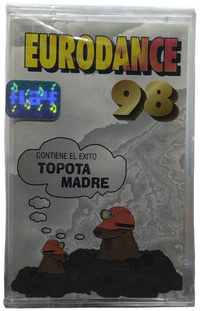 EURODANCE
98
CONTIENE EL EXITO
TOPOTA
MADRE